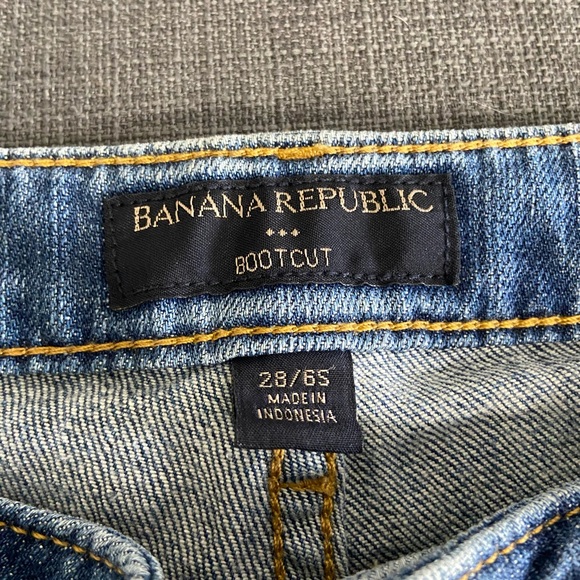 BANANA REPUBLIC
BOOTCUT
28/6S
MADE IN
INDONESIA